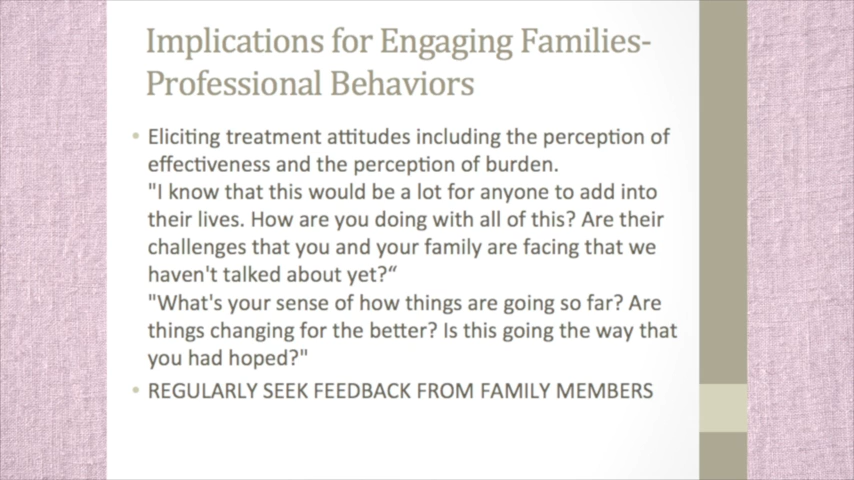 Implications for Engaging Families-
Professional Behaviors
• Eliciting treatment attitudes including the perception of
effectiveness and the perception of burden.
"I know that this would be a lot for anyone to add into
their lives. How are you doing with all of this? Are their
challenges that you and your family are facing that we
haven't talked about yet?“
"What's your sense of how things are going so far? Are
things changing for the better? Is this going the way that
you had hoped?"
• REGULARLY SEEK FEEDBACK FROM FAMILY MEMBERS